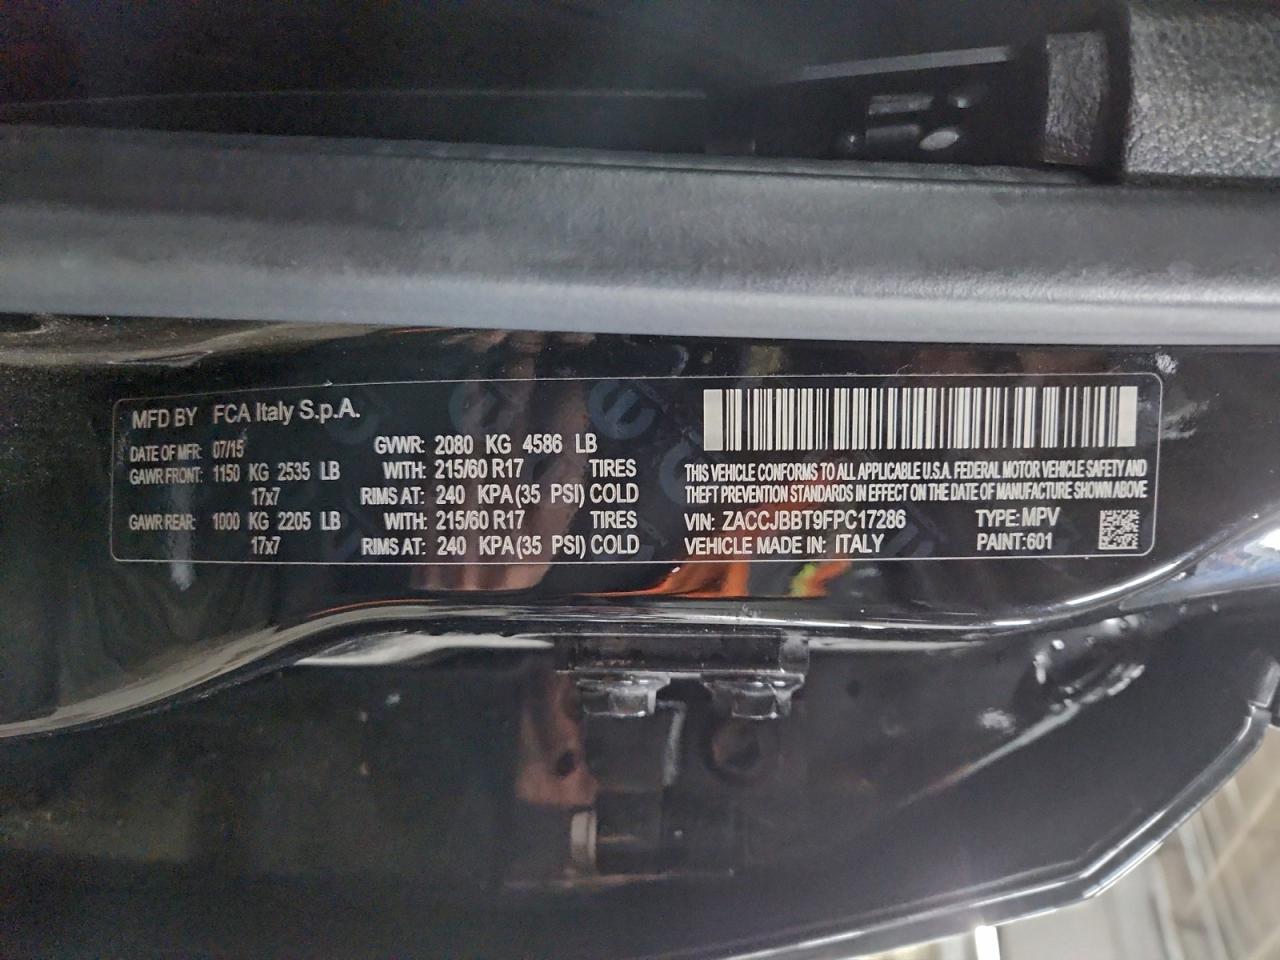 MFD BY FCA Italy S.p.A.
DATE OF MFR: 07/15 GVWR: 2080 KG 4586 LB
GAWR FRONT: 1150 KG 2535 LB WITH: 215/60 R17 TIRES
17x7 RIMS AT: 240 KPA (35 PSI) COLD
GAWR REAR: 1000 KG 2205 LB WITH: 215/60 R17 TIRES
17x7 RIMS AT: 240 KPA (35 PSI) COLD
THIS VEHICLE CONFORMS TO ALL APPLICABLE U.S.A. FEDERAL MOTOR VEHICLE SAFETY AND
THEFT PREVENTION STANDARDS IN EFFECT ON THE DATE OF MANUFACTURE SHOWN ABOVE
VIN: ZACCJBBT9FPC17286 TYPE: MPV
VEHICLE MADE IN: ITALY PAINT: 601